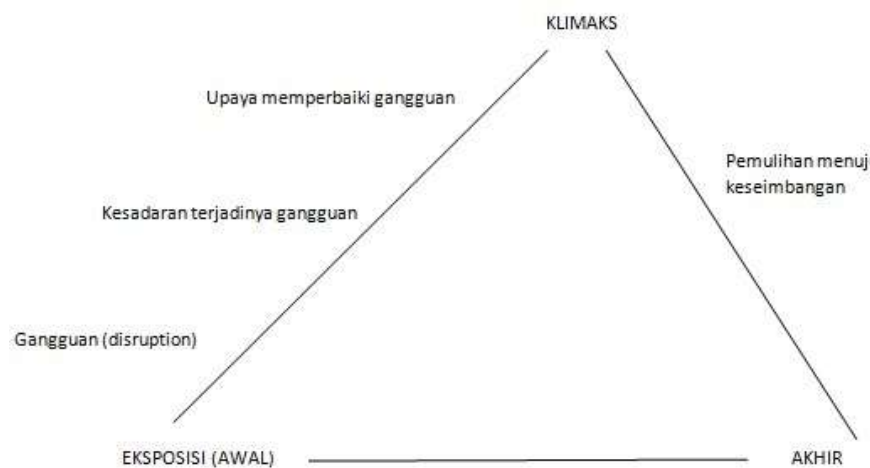 KLIMAKS
Upaya memperbaiki gangguan
Pemulihan menuj
keseimbangan
Kesadaran terjadinya gangguan
Gangguan (disruption)
EKSPOSISI (AWAL)
AKHIR